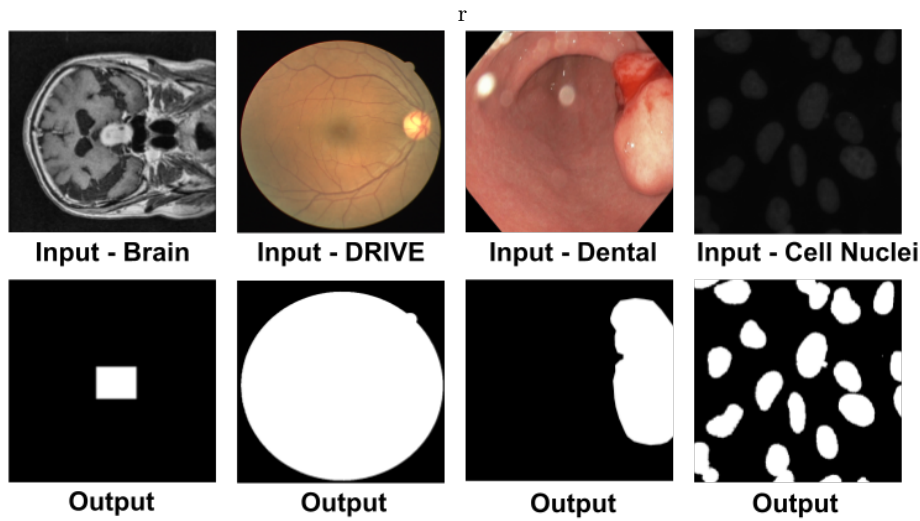 r
Input - Brain
Input - DRIVE
Input - Dental
Input - Cell Nuclei
Output
Output
Output
Output